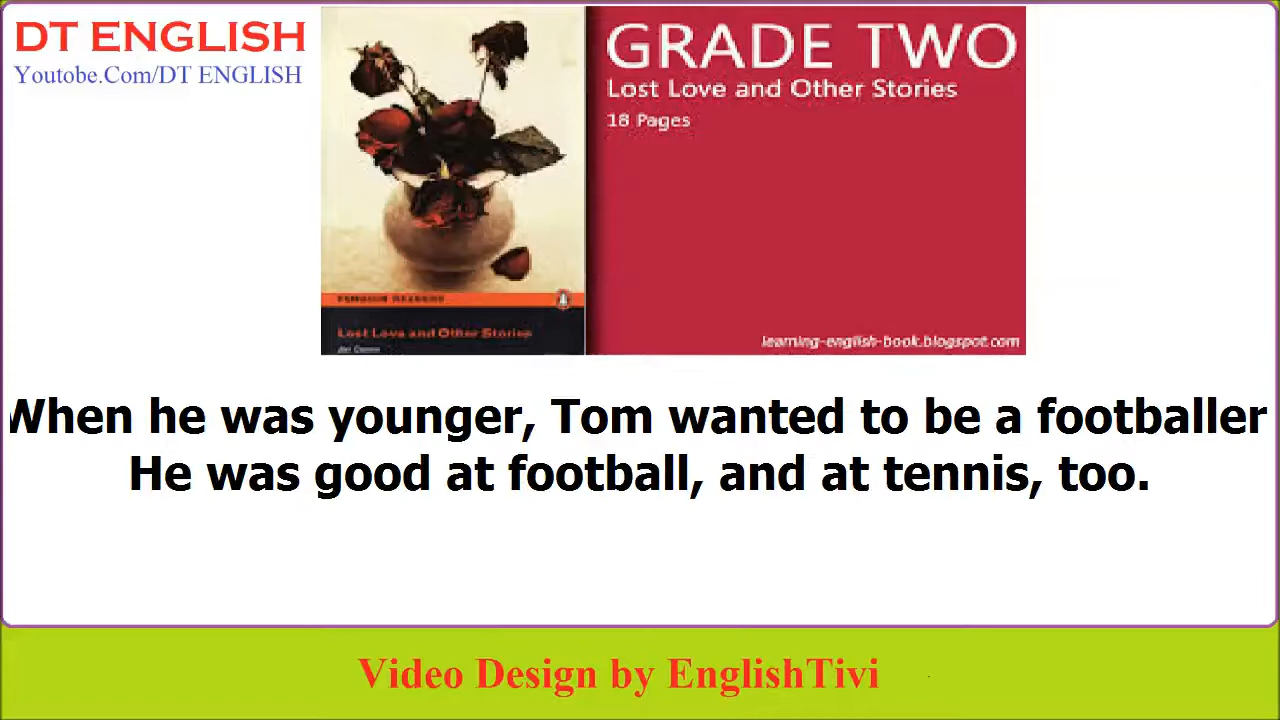 DT ENGLISH
Youtube.Com/DT ENGLISH
GRADE TWO
Lost Love and Other Stories
18 Pages
PENGUIN READERS
Lost Love and Other Stories
learning-english-book.blogspot.com
When he was younger, Tom wanted to be a footballer
He was good at football, and at tennis, too.
Video Design by EnglishTivi